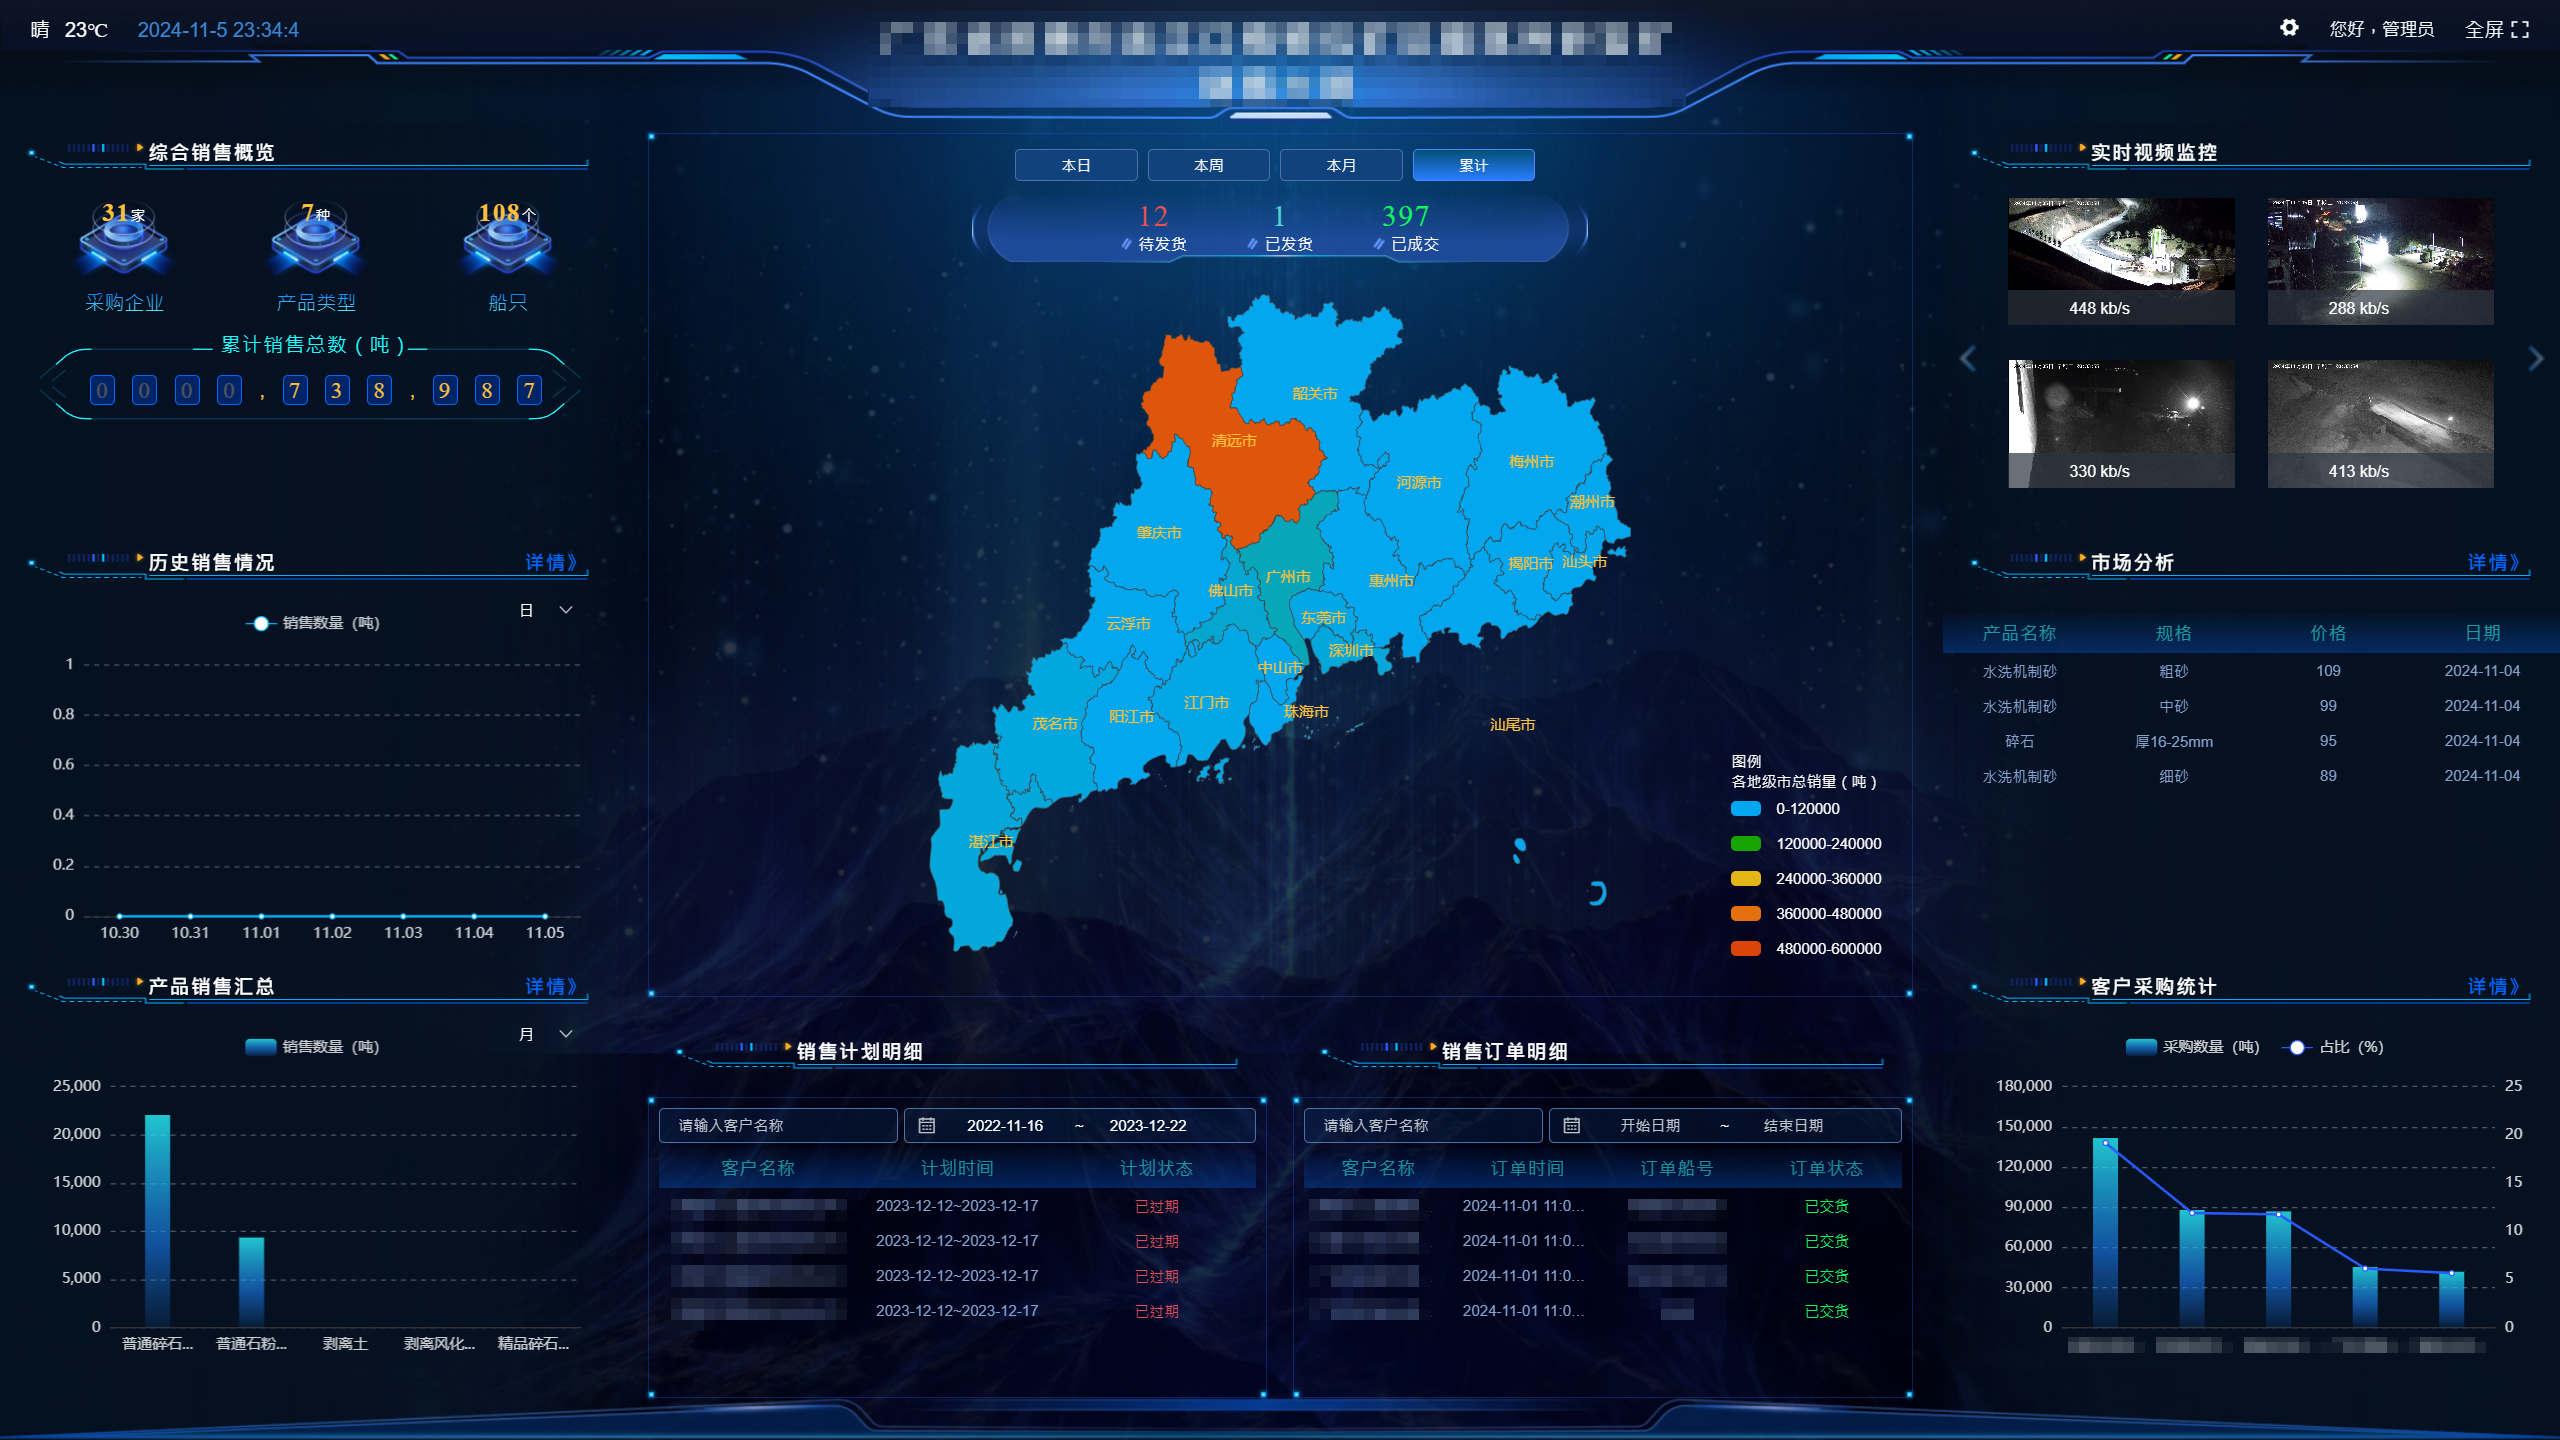 晴 23℃ 2024-11-5 23:34:4
您好，管理员 全屏
综合销售概览
31家 7种 108个
采购企业 产品类型 船只
累计销售总数（吨）
0 0 0 0 , 7 3 8 , 9 8 7
历史销售情况 详情》
日
销售数量（吨）
1
0.8
0.6
0.4
0.2
0
10.30 10.31 11.01 11.02 11.03 11.04 11.05
产品销售汇总 详情》
月
销售数量（吨）
25,000
20,000
15,000
10,000
5,000
0
普通碎石... 普通石粉... 剥离土 剥离风化... 精品碎石...
本日 本周 本月 累计
12 1 397
待发货 已发货 已成交
韶关市
清远市
梅州市
河源市
潮州市
肇庆市
揭阳市
汕头市
广州市
惠州市
佛山市
东莞市
云浮市
深圳市
中山市
江门市
珠海市
阳江市
茂名市
汕尾市
湛江市
图例
各地级市总销量（吨）
0-120000
120000-240000
240000-360000
360000-480000
480000-600000
销售计划明细
请输入客户名称 2022-11-16 ~ 2023-12-22
客户名称 计划时间 计划状态
2023-12-12~2023-12-17 已过期
2023-12-12~2023-12-17 已过期
2023-12-12~2023-12-17 已过期
2023-12-12~2023-12-17 已过期
销售订单明细
请输入客户名称 开始日期 ~ 结束日期
客户名称 订单时间 订单船号 订单状态
2024-11-01 11:0... 已交货
2024-11-01 11:0... 已交货
2024-11-01 11:0... 已交货
2024-11-01 11:0... 已交货
实时视频监控
448 kb/s 288 kb/s
330 kb/s 413 kb/s
市场分析 详情》
产品名称 规格 价格 日期
水洗机制砂 粗砂 109 2024-11-04
水洗机制砂 中砂 99 2024-11-04
碎石 厚16-25mm 95 2024-11-04
水洗机制砂 细砂 89 2024-11-04
客户采购统计 详情》
采购数量（吨） 占比（%）
180,000 25
150,000 20
120,000 15
90,000 10
60,000 5
30,000
0 0